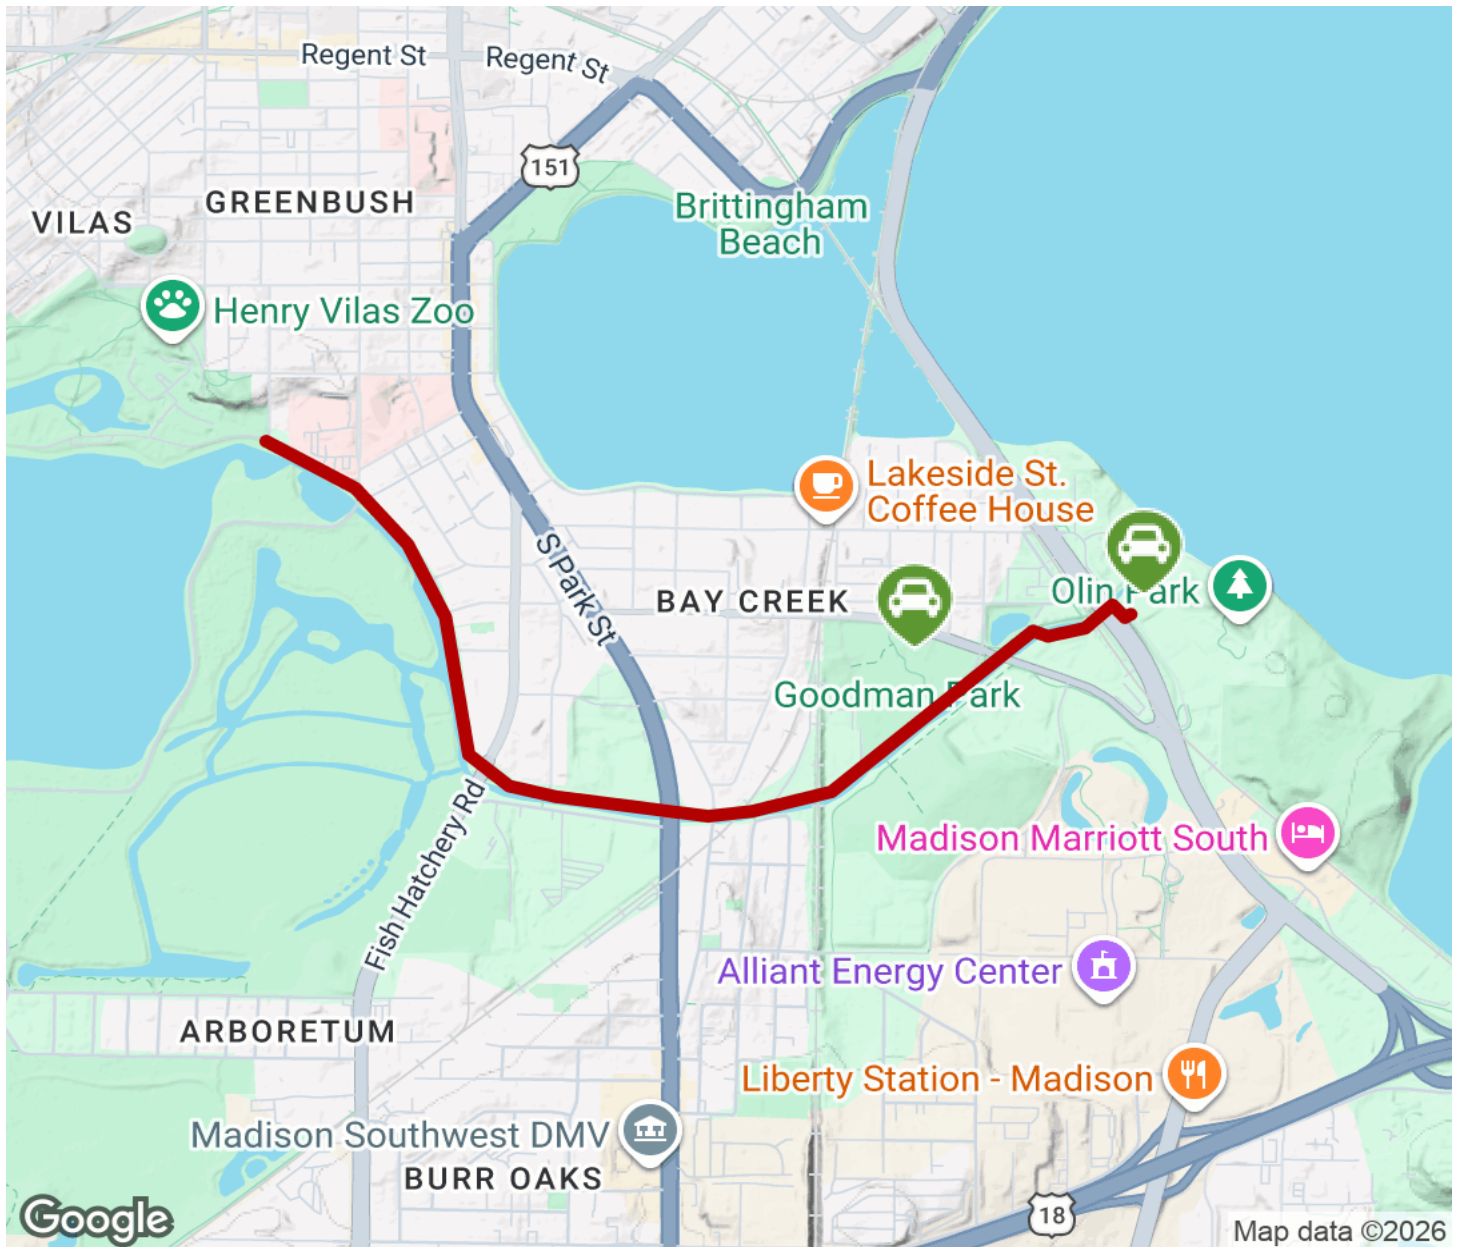 Regent St
Regent St
151
GREENBUSH
VILAS
Brittingham
Beach
Henry Vilas Zoo
Lakeside St.
Coffee House
S Park St
BAY CREEK
Olin Park
Goodman Park
Fish Hatchery Rd
Madison Marriott South
Alliant Energy Center
ARBORETUM
Liberty Station - Madison
Madison Southwest DMV
BURR OAKS
18
Google
Map data ©2026